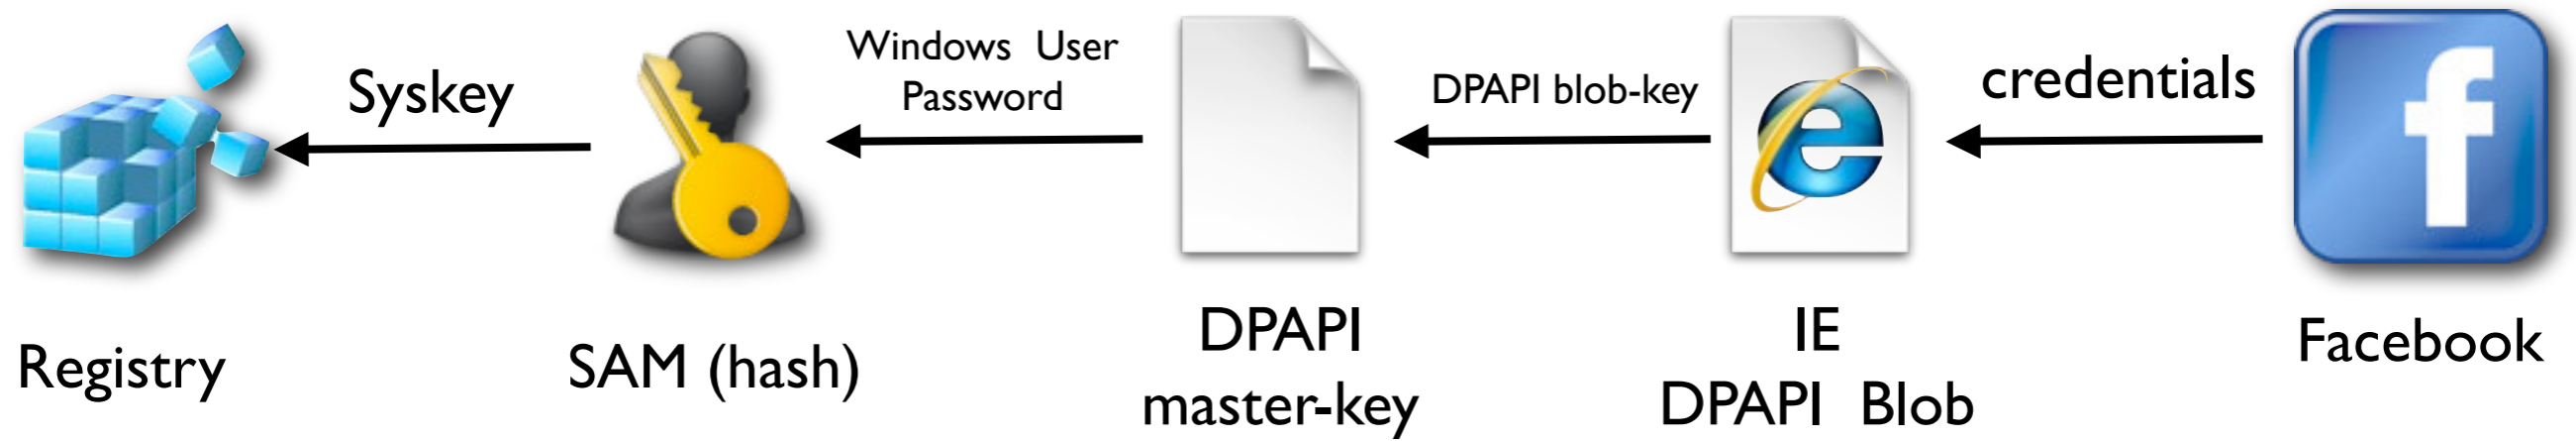 Syskey
Windows User
Password
DPAPI blob-key
credentials
Registry
SAM (hash)
DPAPI
master-key
IE
DPAPI Blob
Facebook